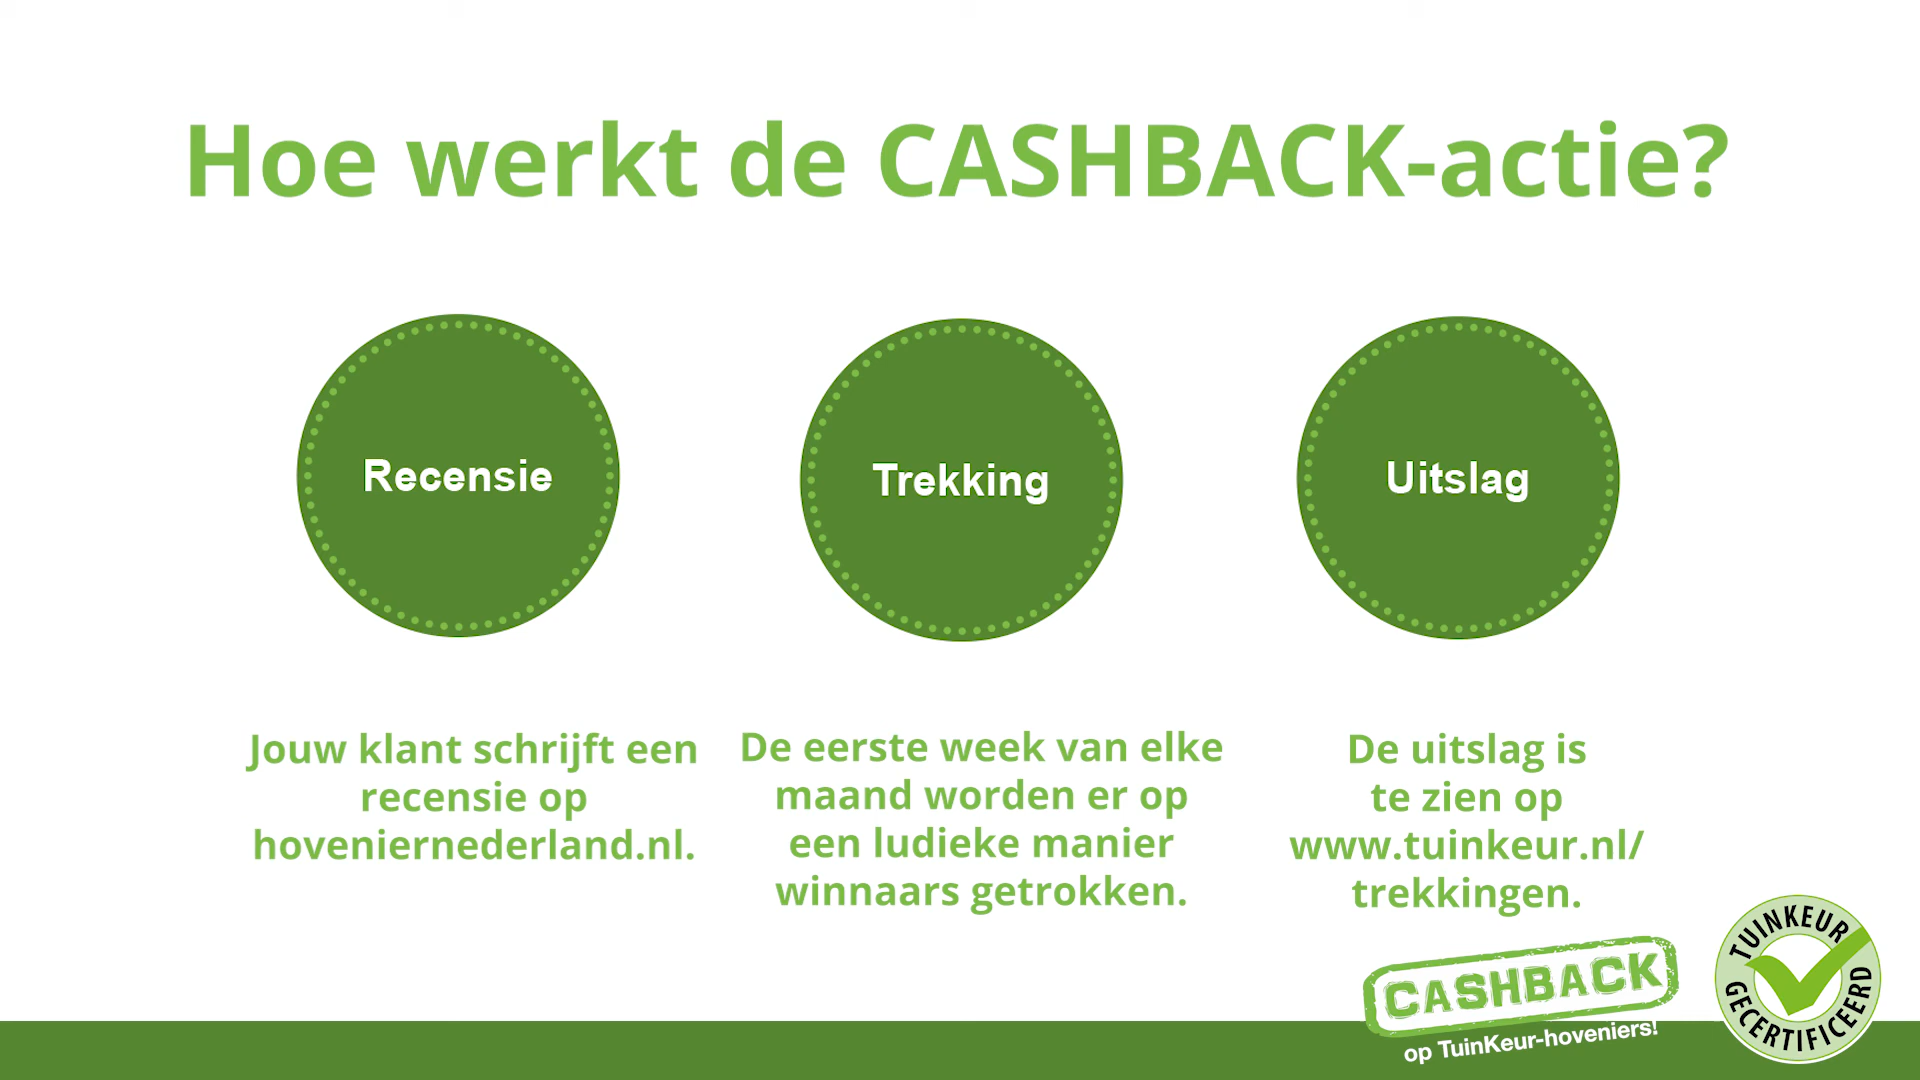 Hoe werkt de CASHBACK-actie?
Recensie
Trekking
Uitslag
Jouw klant schrijft een
recensie op
hoveniernederland.nl.
De eerste week van elke
maand worden er op
een ludieke manier
winnaars getrokken.
De uitslag is
te zien op
www.tuinkeur.nl/
trekkingen.
CASHBACK
op TuinKeur-hoveniers!
TUINKEUR
GECERTIFICEERD